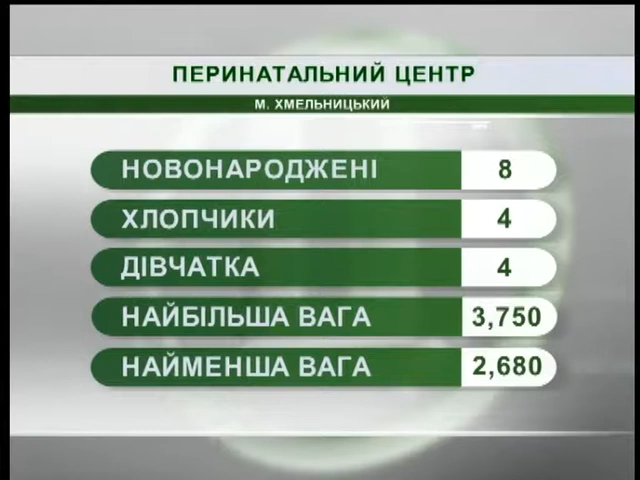 ПЕРИНАТАЛЬНИЙ ЦЕНТР
М. ХМЕЛЬНИЦЬКИЙ
НОВОНАРОДЖЕНІ 8
ХЛОПЧИКИ 4
ДІВЧАТКА 4
НАЙБІЛЬША ВАГА 3,750
НАЙМЕНША ВАГА 2,680